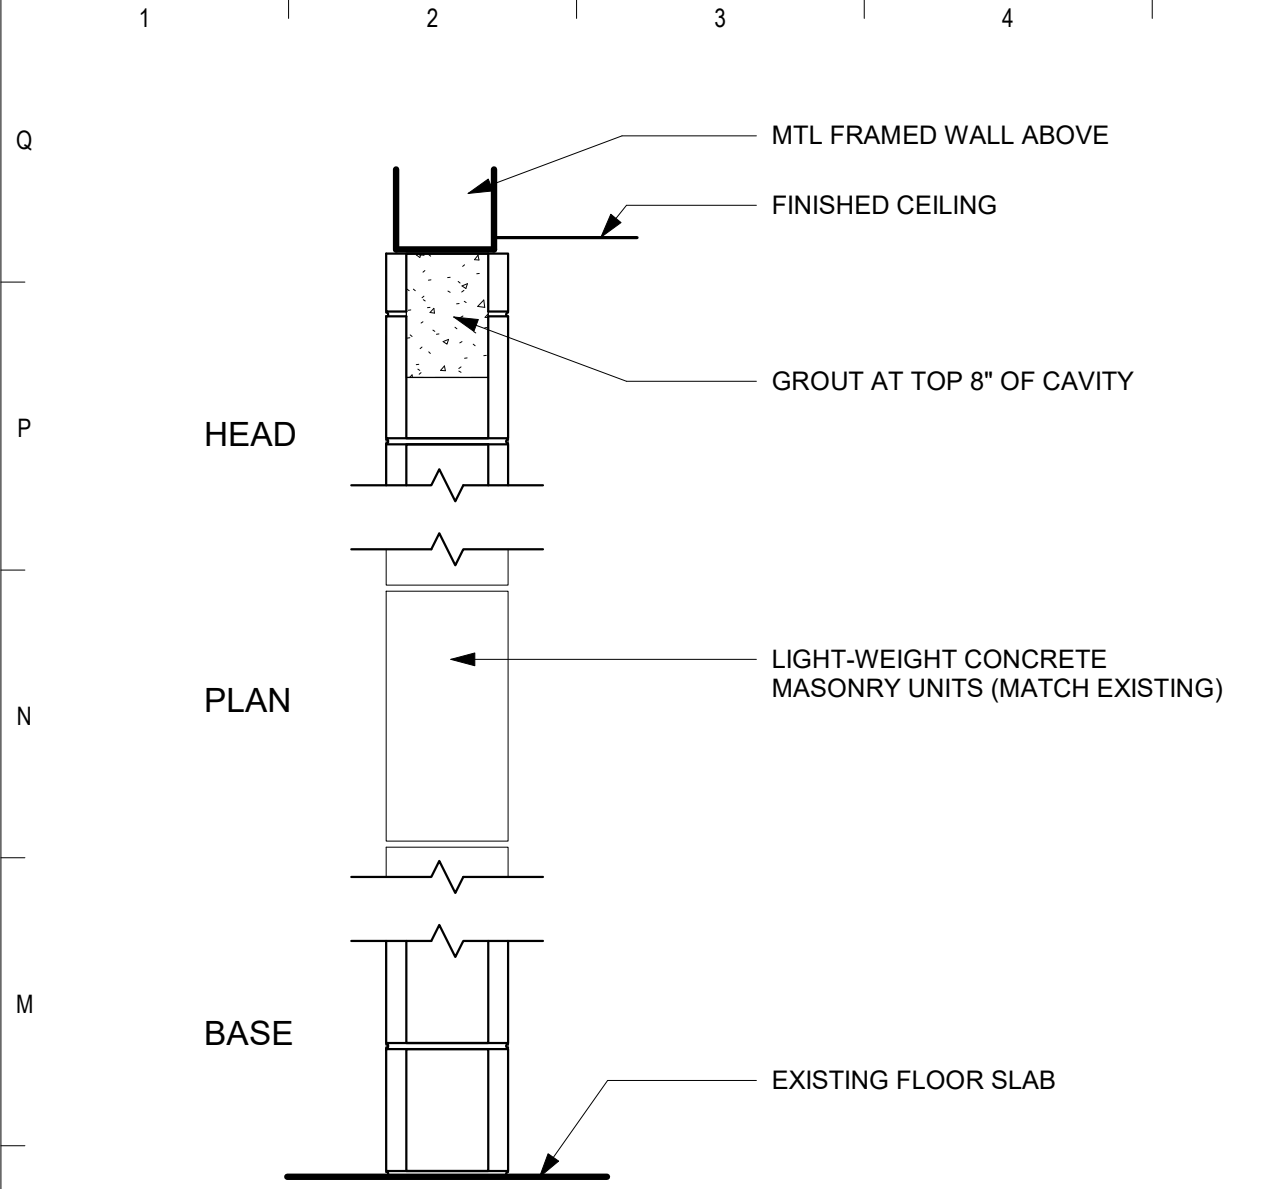 1 2 3 4
Q
MTL FRAMED WALL ABOVE
FINISHED CEILING
GROUT AT TOP 8" OF CAVITY
P
HEAD
LIGHT-WEIGHT CONCRETE
MASONRY UNITS (MATCH EXISTING)
PLAN
N
M
BASE
EXISTING FLOOR SLAB